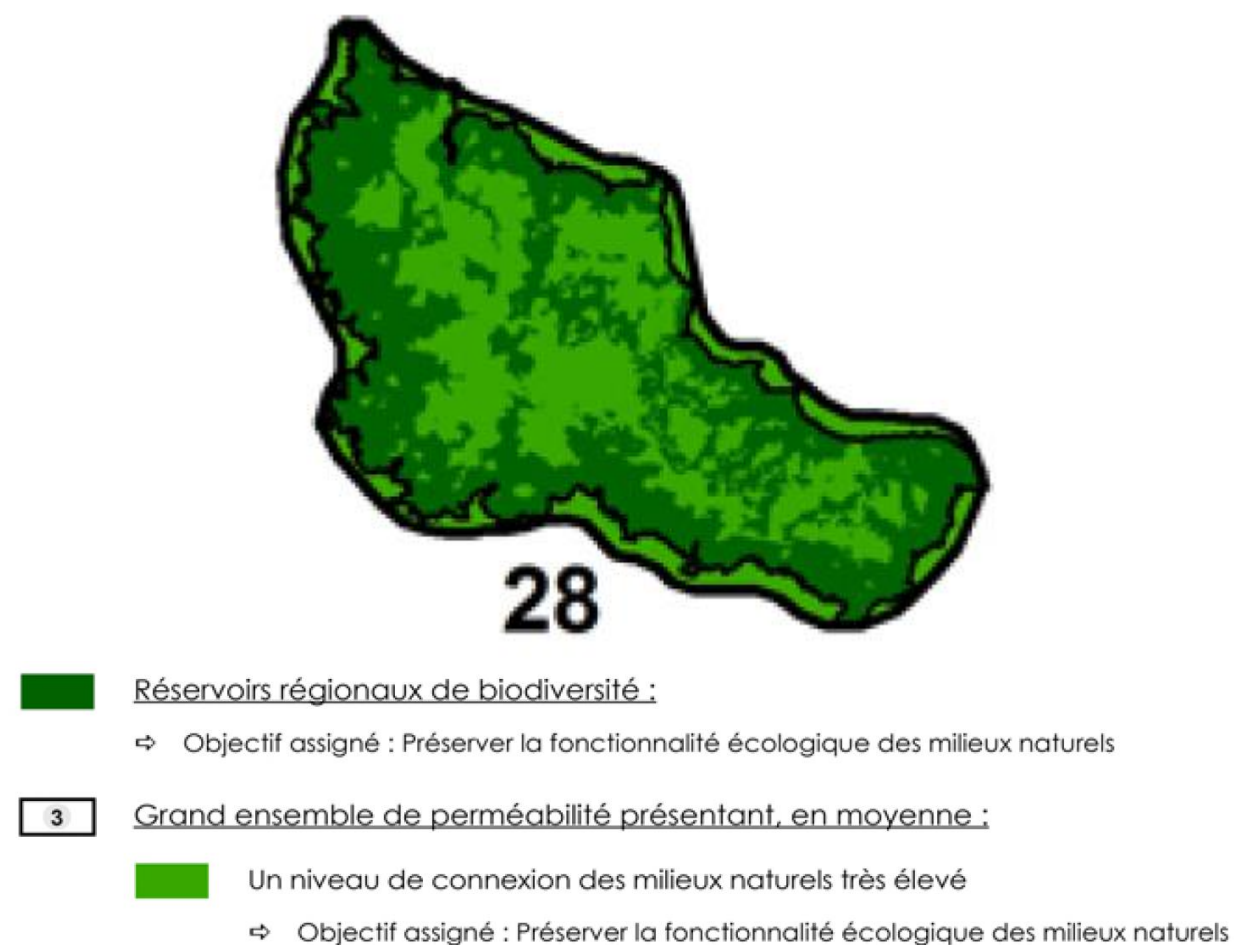 28
Réservoirs régionaux de biodiversité :
⇨ Objectif assigné : Préserver la fonctionnalité écologique des milieux naturels
3 Grand ensemble de perméabilité présentant, en moyenne :
Un niveau de connexion des milieux naturels très élevé
⇨ Objectif assigné : Préserver la fonctionnalité écologique des milieux naturels